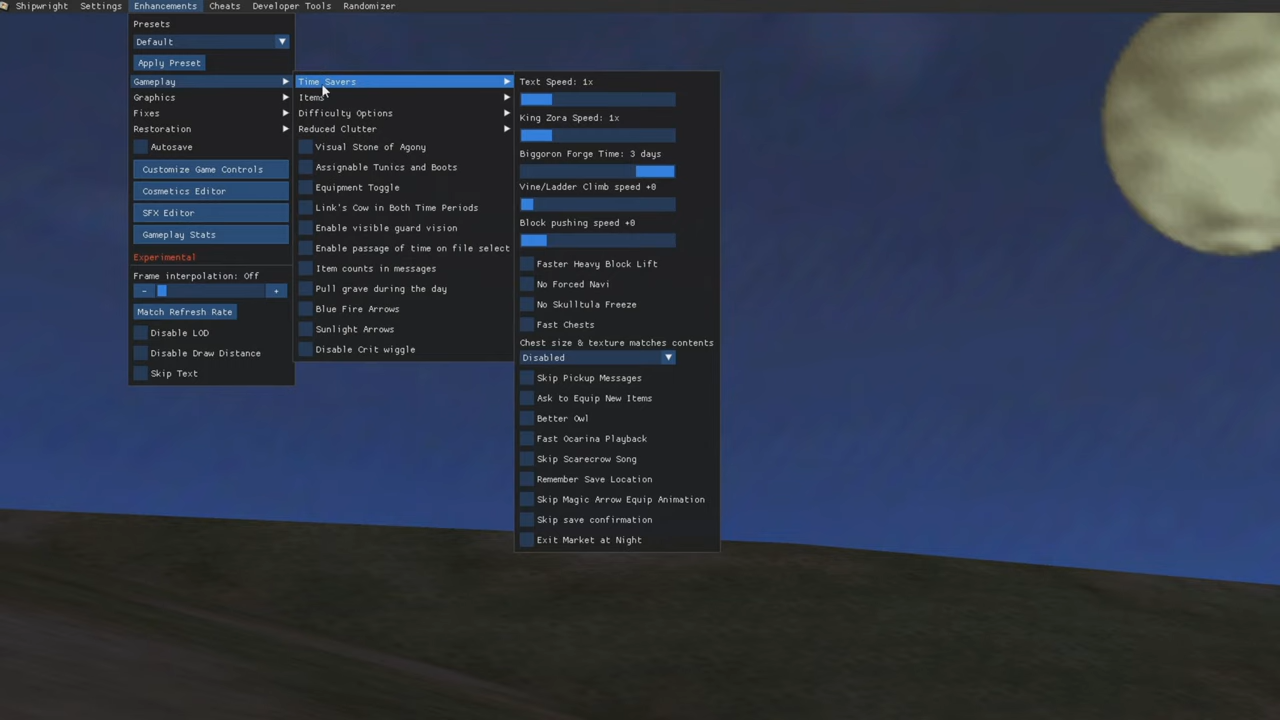 Shipwright Settings Enhancements Cheats Developer Tools Randomizer
Presets
Default
Apply Preset
Gameplay
Graphics
Fixes
Restoration
Autosave
Customize Game Controls
Cosmetics Editor
SFX Editor
Gameplay Stats
Experimental
Frame interpolation: Off
- +
Match Refresh Rate
Disable LOD
Disable Draw Distance
Skip Text
Time Savers
Items
Difficulty Options
Reduced Clutter
Visual Stone of Agony
Assignable Tunics and Boots
Equipment Toggle
Link's Cow in Both Time Periods
Enable visible guard vision
Enable passage of time on file select
Item counts in messages
Pull grave during the day
Blue Fire Arrows
Sunlight Arrows
Disable Crit wiggle
Text Speed: 1x
King Zora Speed: 1x
Biggoron Forge Time: 3 days
Vine/Ladder Climb speed +0
Block pushing speed +0
Faster Heavy Block Lift
No Forced Navi
No Skulltula Freeze
Fast Chests
Chest size & texture matches contents
Disabled
Skip Pickup Messages
Ask to Equip New Items
Better Owl
Fast Ocarina Playback
Skip Scarecrow Song
Remember Save Location
Skip Magic Arrow Equip Animation
Skip save confirmation
Exit Market at Night